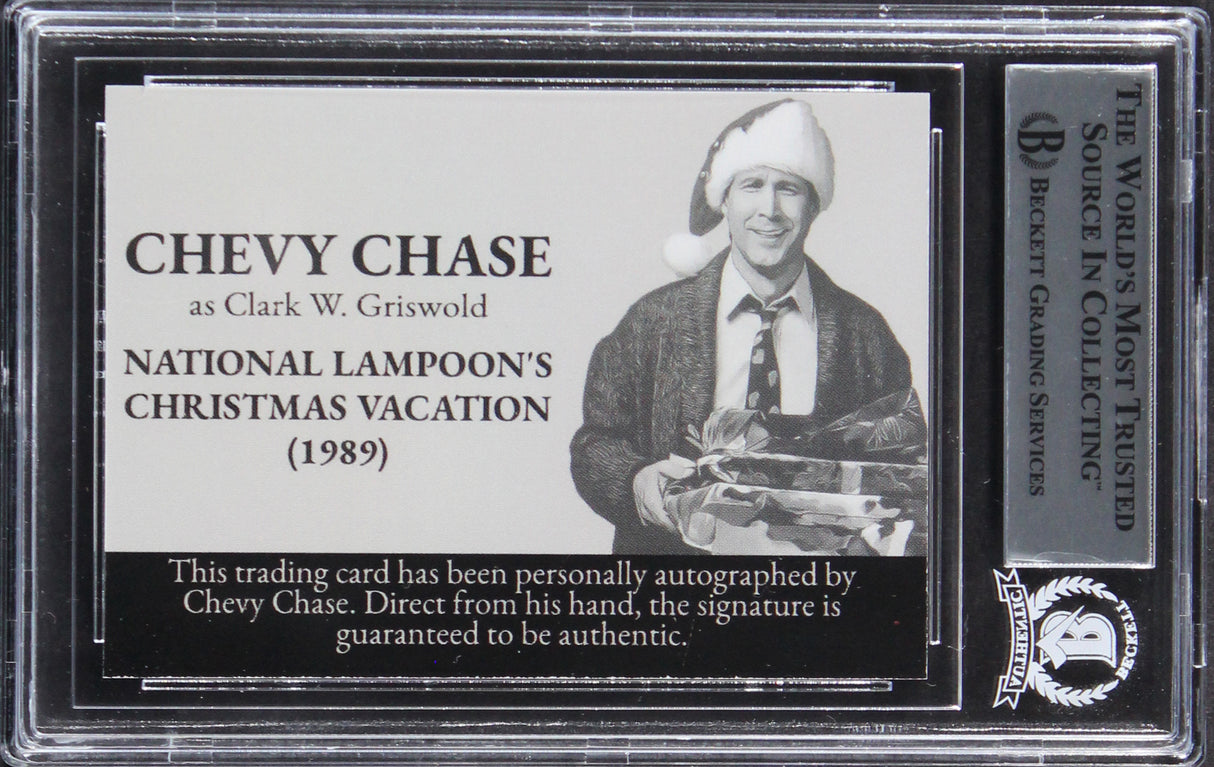 CHEVY CHASE
as Clark W. Griswold
NATIONAL LAMPOON'S
CHRISTMAS VACATION
(1989)
This trading card has been personally autographed by
Chevy Chase. Direct from his hand, the signature is
guaranteed to be authentic.
THE WORLD'S MOST TRUSTED
SOURCE IN COLLECTING™
B BECKETT GRADING SERVICES
AUTHENTIC
B
BECKETT